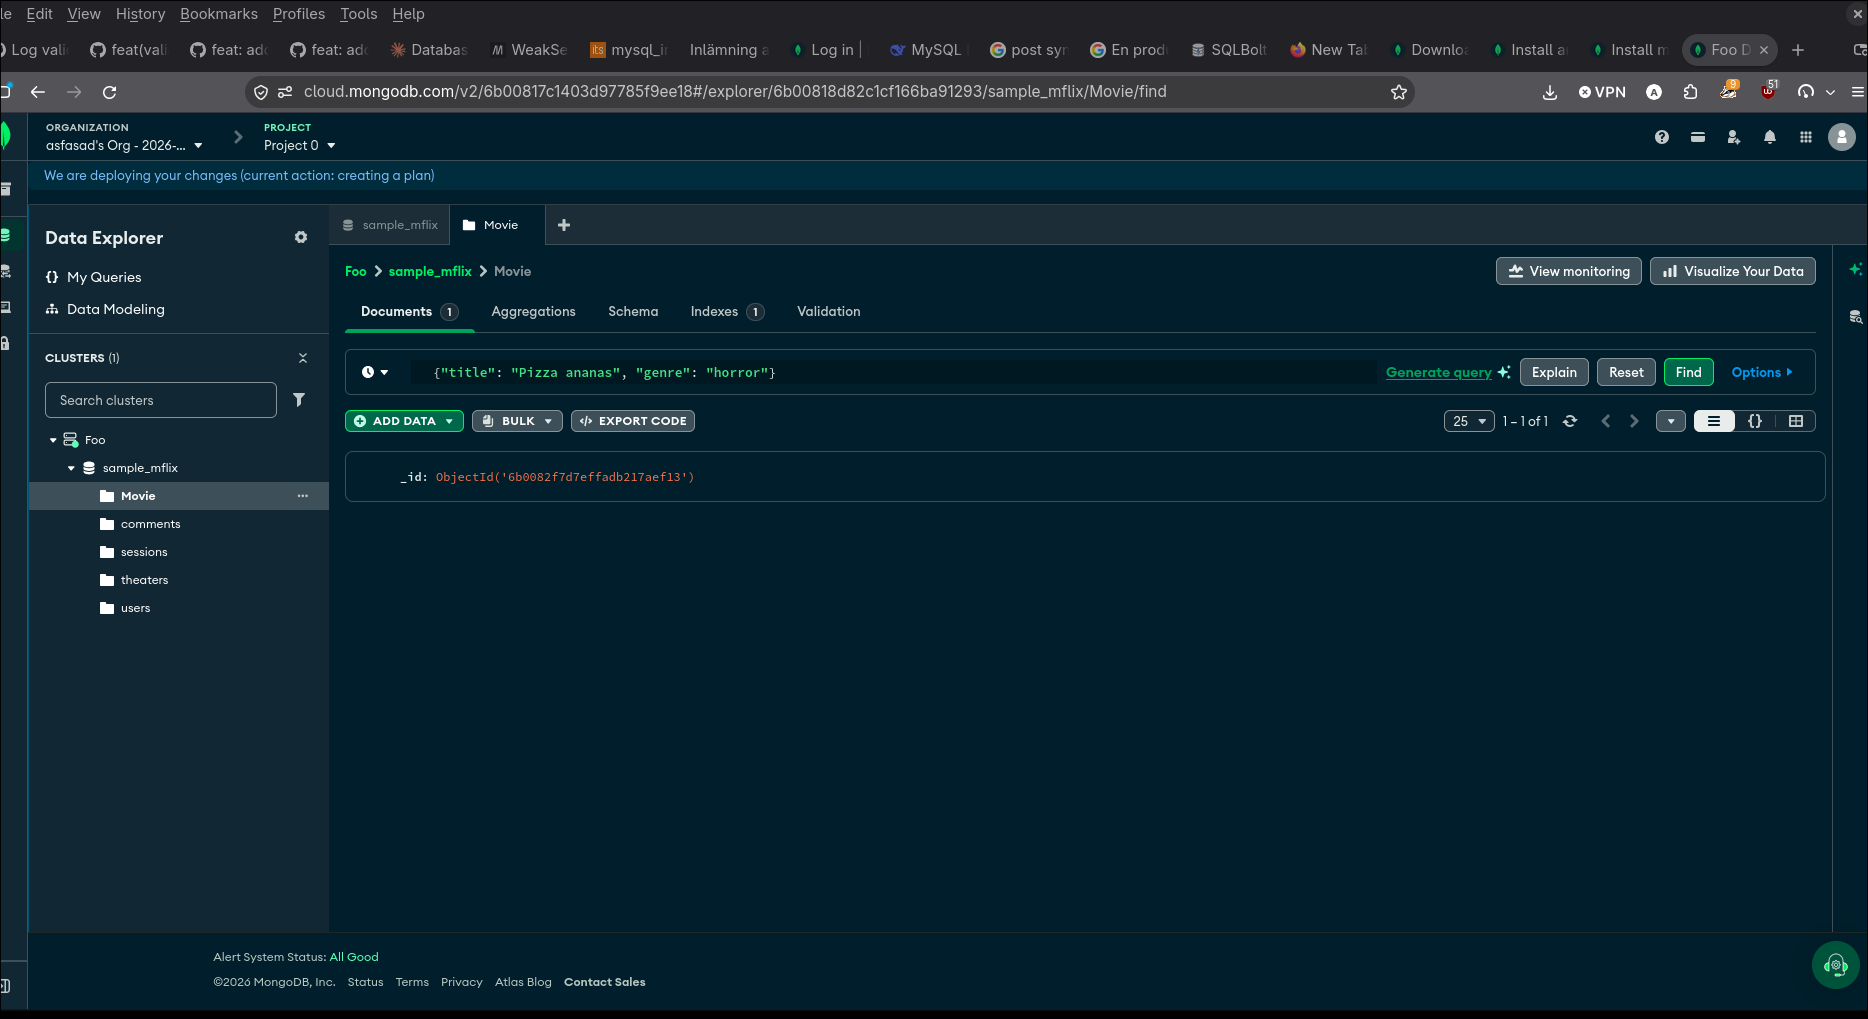 le Edit View History Bookmarks Profiles Tools Help
Log vali feat(vali feat: ad feat: ad Databas WeakSe mysql_i Inlämning a Log in | MySQL post syn En prod SQLBolt New Tab Downlo Install a Install m Foo D
cloud.mongodb.com/v2/6b00817c1403d97785f9ee18#/explorer/6b00818d82c1cf166ba91293/sample_mflix/Movie/find
VPN
A
9
51
ORGANIZATION
asfasad's Org - 2026-...
PROJECT
Project 0
We are deploying your changes (current action: creating a plan)
Data Explorer
My Queries
Data Modeling
CLUSTERS (1)
Search clusters
Foo
sample_mflix
Movie
comments
sessions
theaters
users
sample_mflix Movie
Foo > sample_mflix > Movie
View monitoring Visualize Your Data
Documents 1 Aggregations Schema Indexes 1 Validation
{"title": "Pizza ananas", "genre": "horror"}
Generate query Explain Reset Find Options
ADD DATA BULK EXPORT CODE
25 1 – 1 of 1
_id: ObjectId('6b0082f7d7effadb217aef13')
Alert System Status: All Good
©2026 MongoDB, Inc. Status Terms Privacy Atlas Blog Contact Sales